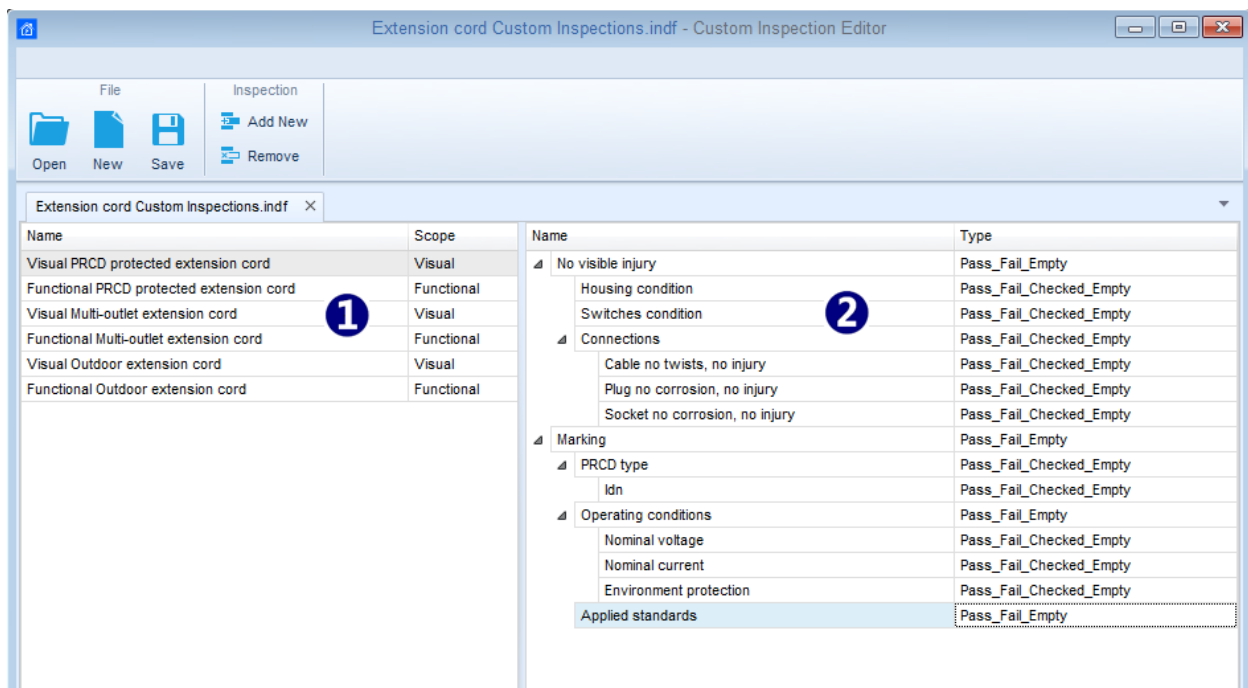 Extension cord Custom Inspections.indf - Custom Inspection Editor
File
Inspection
Open
New
Save
Add New
Remove
Extension cord Custom Inspections.indf
Name Scope
Visual PRCD protected extension cord Visual
Functional PRCD protected extension cord Functional
Visual Multi-outlet extension cord Visual
Functional Multi-outlet extension cord Functional
Visual Outdoor extension cord Visual
Functional Outdoor extension cord Functional
1
Name Type
No visible injury Pass_Fail_Empty
Housing condition Pass_Fail_Checked_Empty
Switches condition Pass_Fail_Checked_Empty
Connections Pass_Fail_Checked_Empty
Cable no twists, no injury Pass_Fail_Checked_Empty
Plug no corrosion, no injury Pass_Fail_Checked_Empty
Socket no corrosion, no injury Pass_Fail_Checked_Empty
Marking Pass_Fail_Empty
PRCD type Pass_Fail_Checked_Empty
Idn Pass_Fail_Checked_Empty
Operating conditions Pass_Fail_Empty
Nominal voltage Pass_Fail_Checked_Empty
Nominal current Pass_Fail_Checked_Empty
Environment protection Pass_Fail_Checked_Empty
Applied standards Pass_Fail_Empty
2